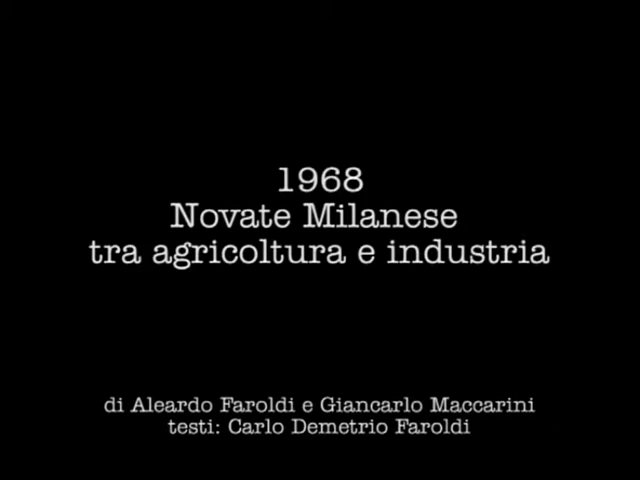 1968
Novate Milanese
tra agricoltura e industria
di Aleardo Faroldi e Giancarlo Maccarini
testi: Carlo Demetrio Faroldi